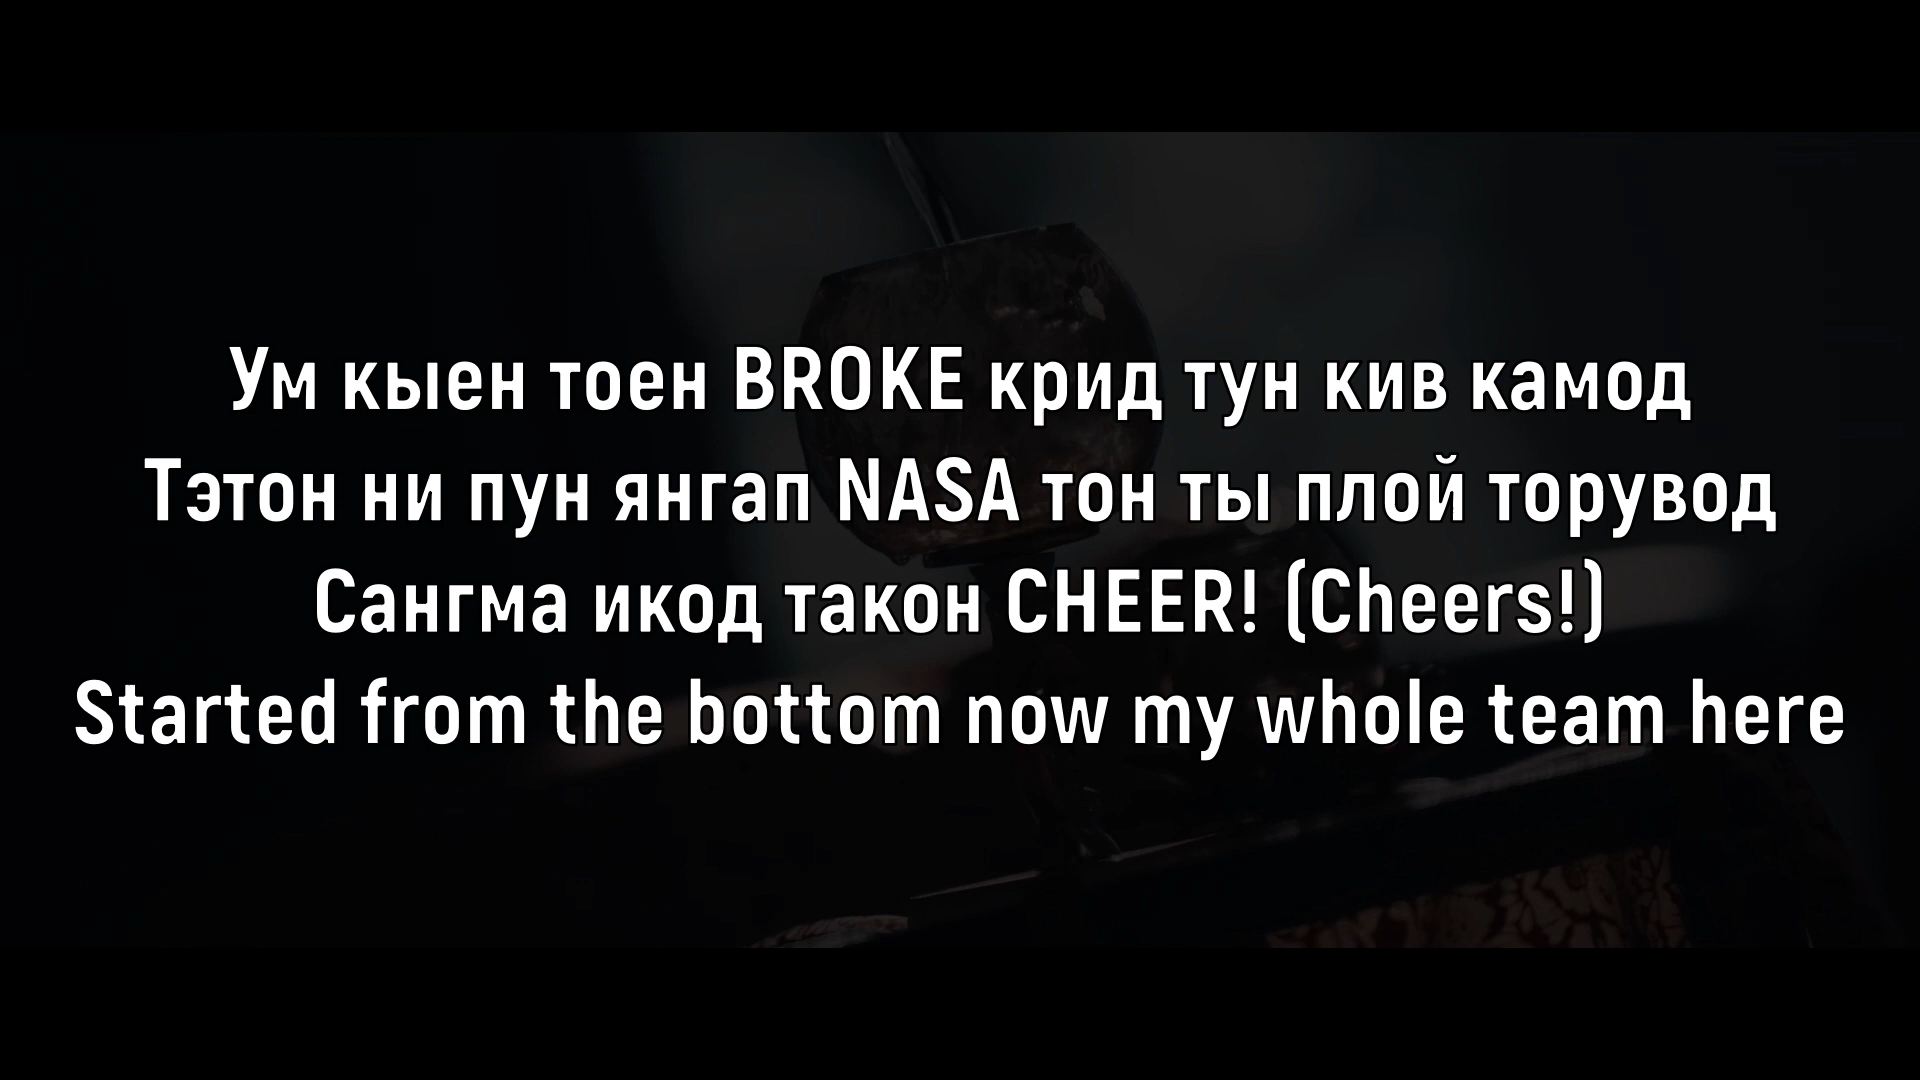 Ум кыен тоен BROKE крид тун кив камод
Тэтон ни пун янгап NASA тон ты плой торувод
Сангма икод такон CHEER! (Cheers!)
Started from the bottom now my whole team here